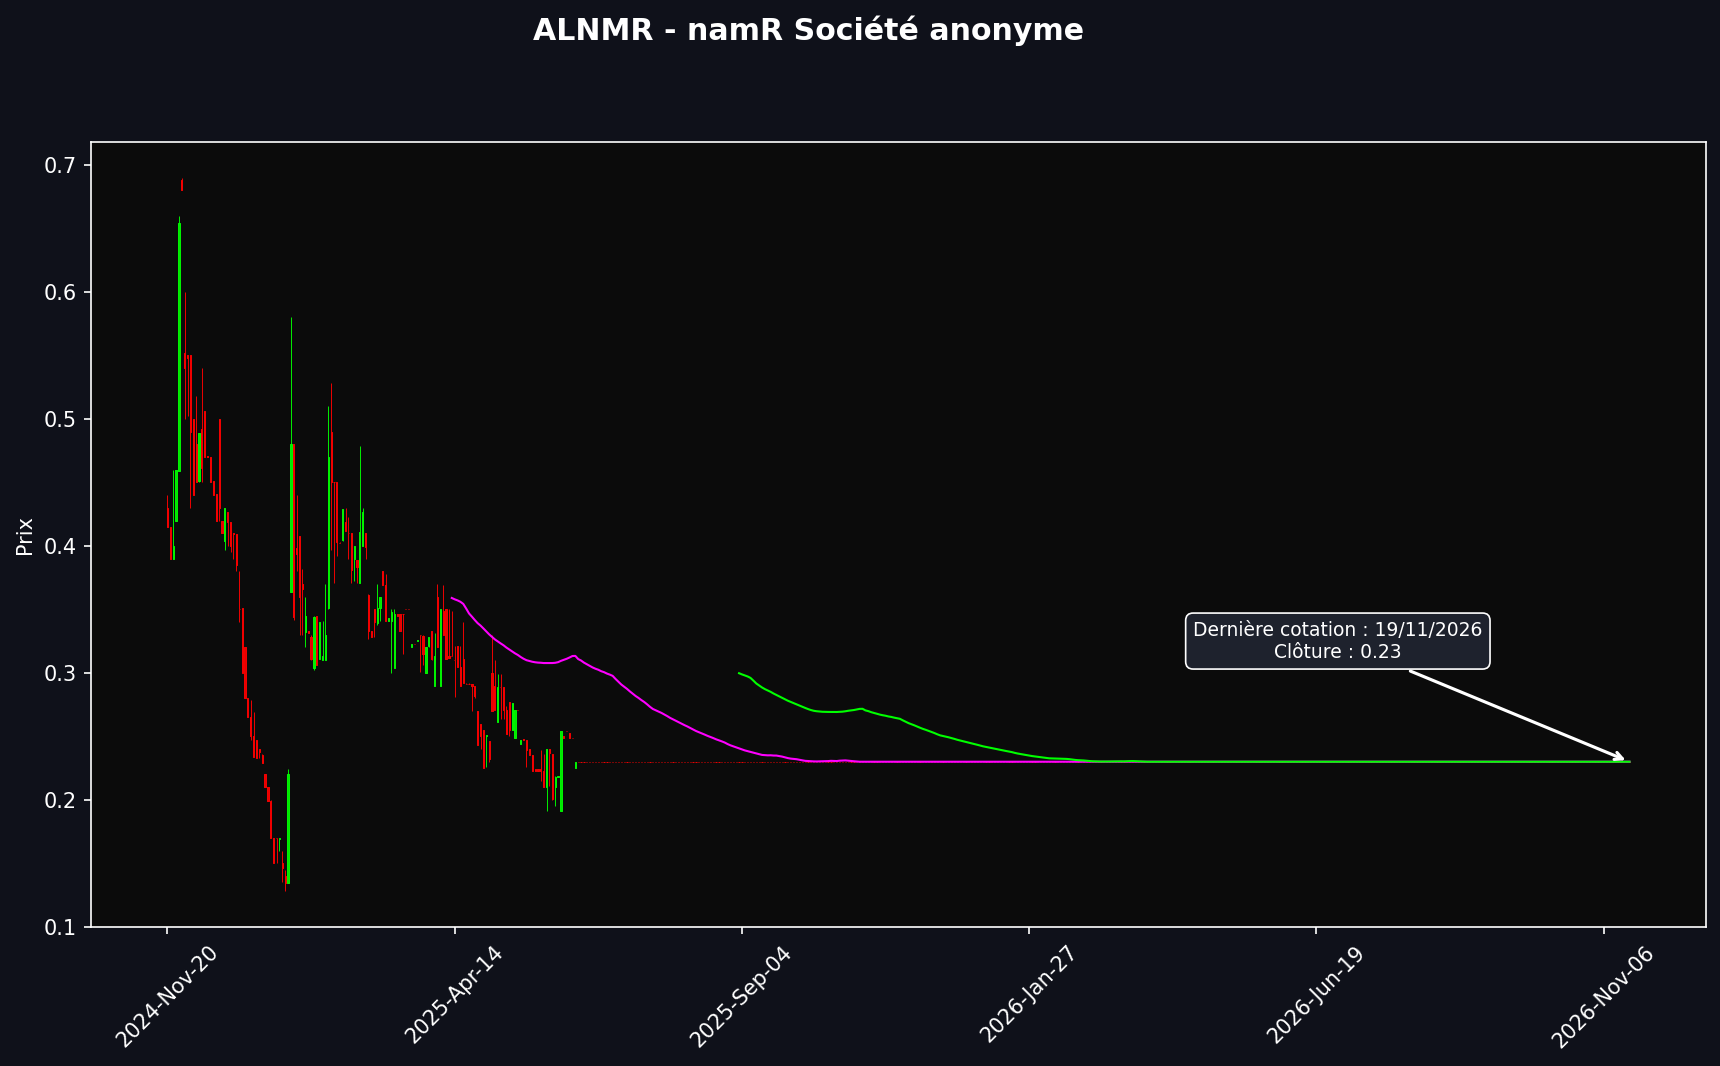 ALNMR - namR Société anonyme
Prix
0.7
0.6
0.5
0.4
0.3
0.2
0.1
Dernière cotation : 19/11/2026
Clôture : 0.23
2024-Nov-20
2025-Apr-14
2025-Sep-04
2026-Jan-27
2026-Jun-19
2026-Nov-06